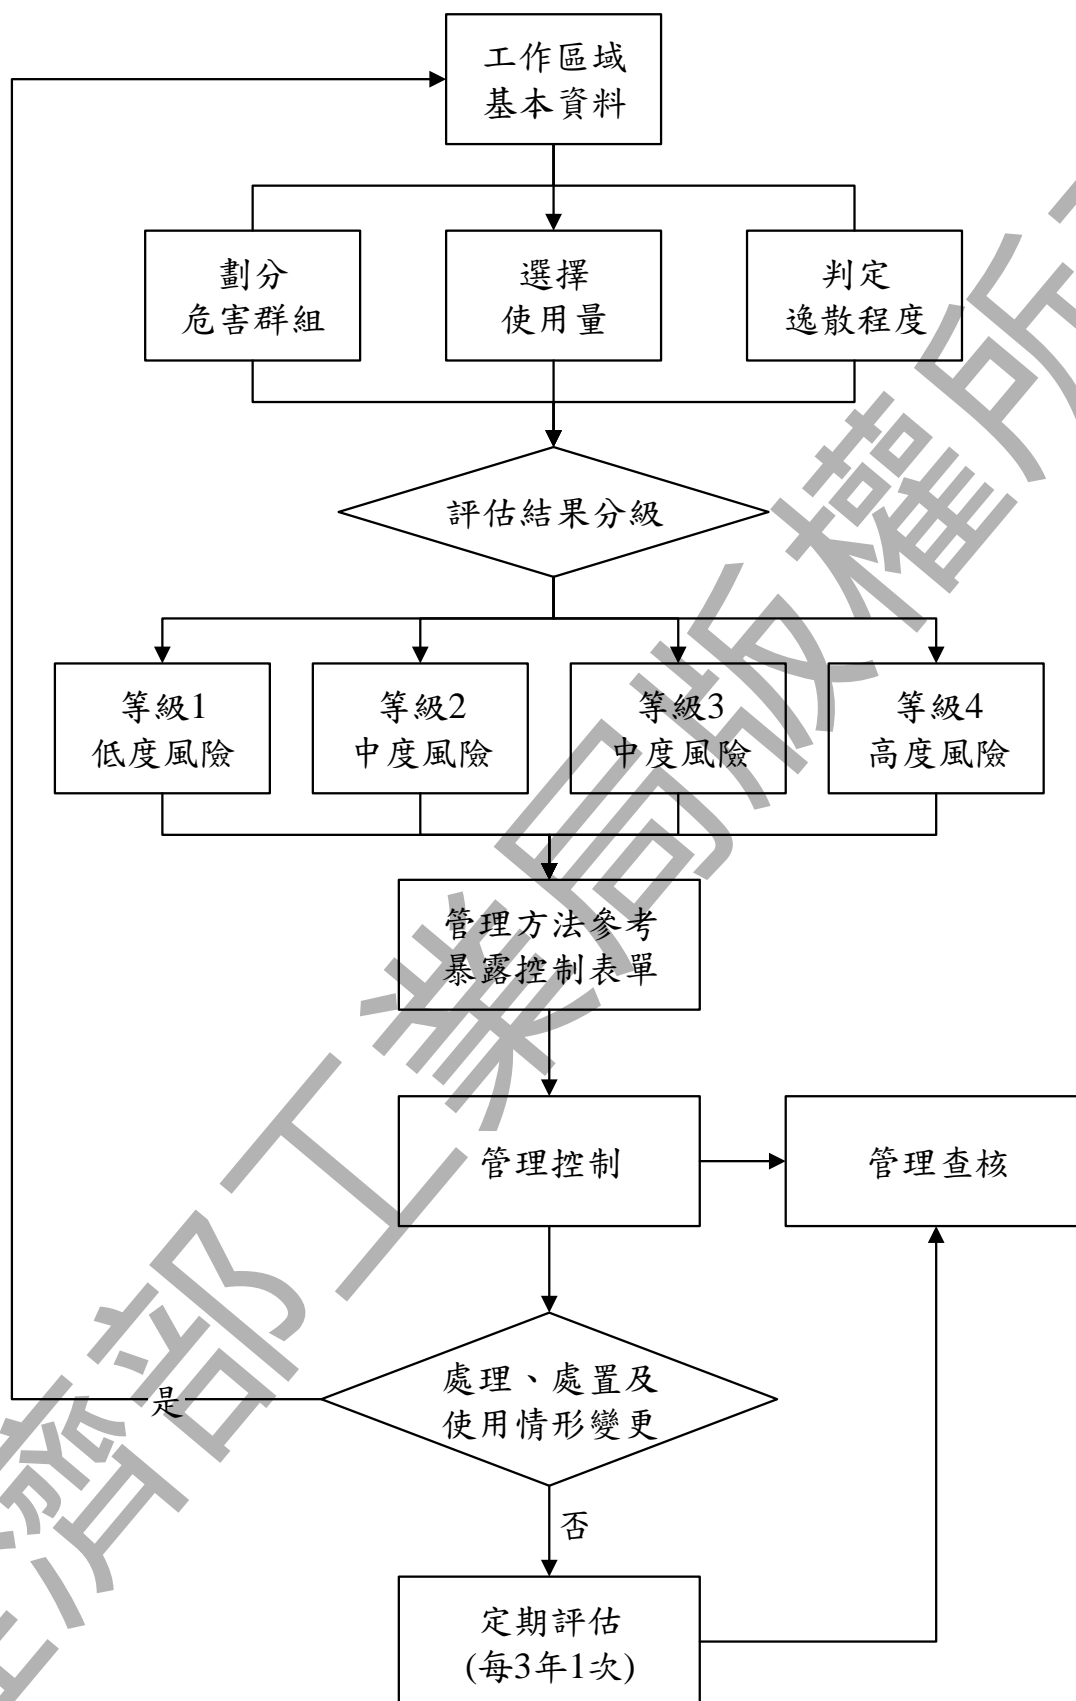 工作區域
基本資料
劃分
危害群組
選擇
使用量
判定
逸散程度
評估結果分級
等級1
低度風險
等級2
中度風險
等級3
中度風險
等級4
高度風險
管理方法參考
暴露控制表單
管理控制
管理查核
處理、處置及
使用情形變更
是
否
定期評估
(每3年1次)
濟部工業局版權所